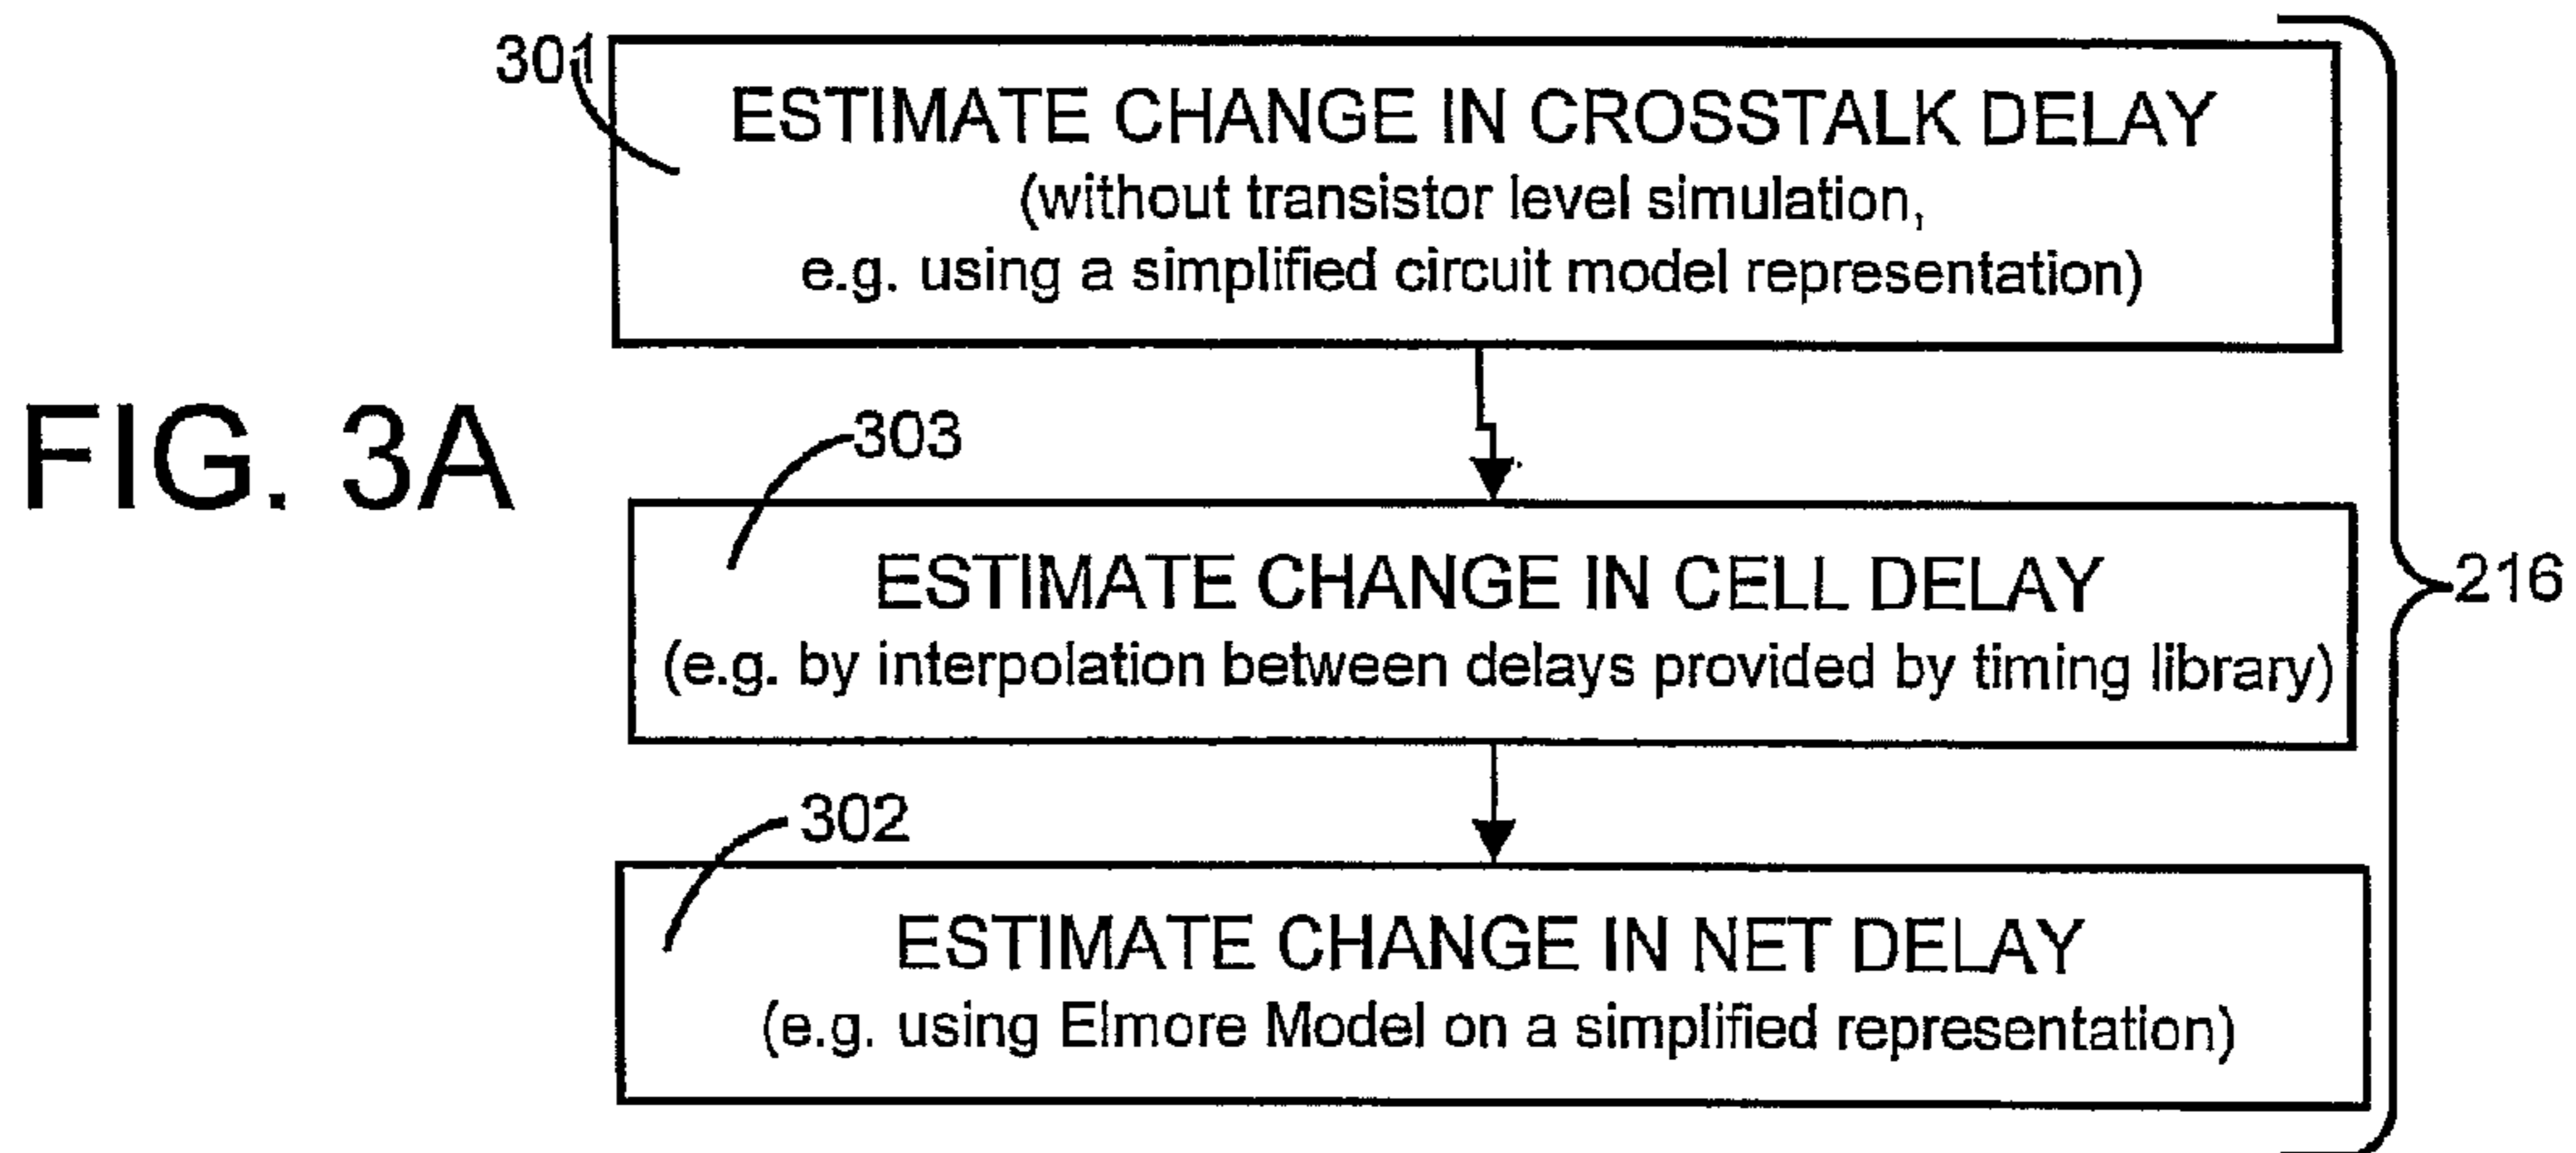 301
ESTIMATE CHANGE IN CROSSTALK DELAY
(without transistor level simulation,
e.g. using a simplified circuit model representation)
FIG. 3A
303
ESTIMATE CHANGE IN CELL DELAY
(e.g. by interpolation between delays provided by timing library)
216
302
ESTIMATE CHANGE IN NET DELAY
(e.g. using Elmore Model on a simplified representation)